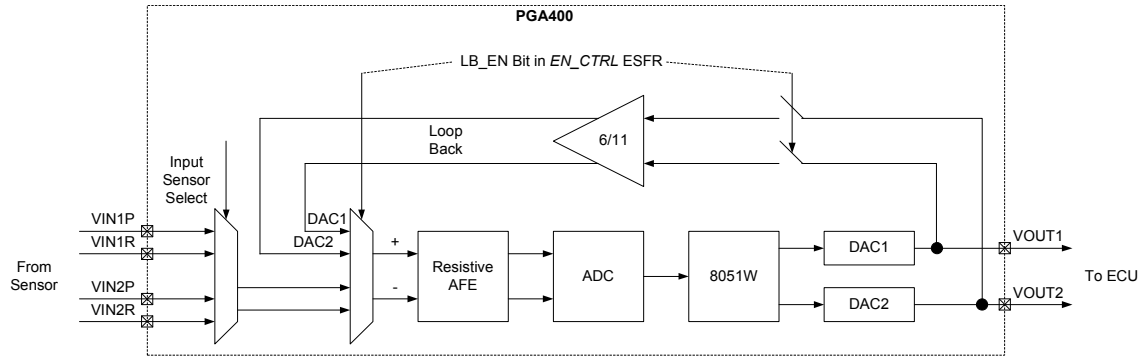 PGA400
LB_EN Bit in EN_CTRL ESFR
6/11
Loop
Back
Input
Sensor
Select
VIN1P
DAC1
VIN1R
DAC2
+
VOUT1
DAC1
From
Sensor
Resistive
AFE
ADC
8051W
To ECU
VIN2P
-
VOUT2
DAC2
VIN2R